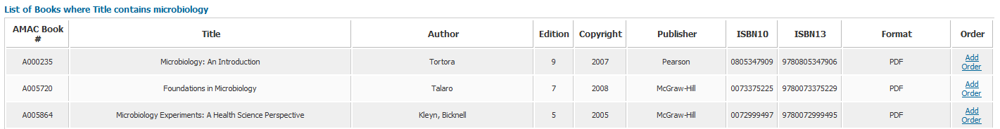 List of Books where Title contains microbiology
AMAC Book # Title Author Edition Copyright Publisher ISBN10 ISBN13 Format Order
A000235 Microbiology: An Introduction Tortora 9 2007 Pearson 0805347909 9780805347906 PDF Add Order
A005720 Foundations in Microbiology Talaro 7 2008 McGraw-Hill 0073375225 9780073375229 PDF Add Order
A005864 Microbiology Experiments: A Health Science Perspective Kleyn, Bicknell 5 2005 McGraw-Hill 0072999497 9780072999495 PDF Add Order